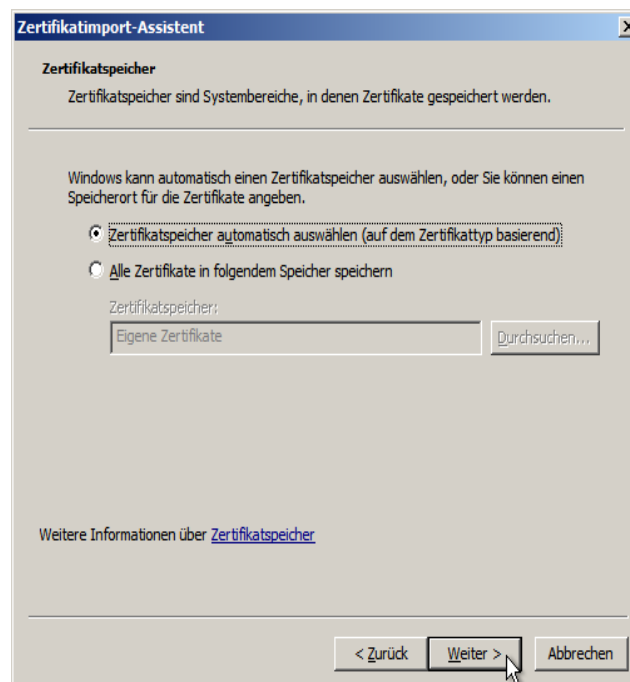 Zertifikatimport-Assistent
Zertifikatspeicher
Zertifikatspeicher sind Systembereiche, in denen Zertifikate gespeichert werden.
Windows kann automatisch einen Zertifikatspeicher auswählen, oder Sie können einen
Speicherort für die Zertifikate angeben.
Zertifikatspeicher automatisch auswählen (auf dem Zertifikattyp basierend)
Alle Zertifikate in folgendem Speicher speichern
Zertifikatspeicher:
Eigene Zertifikate
Durchsuchen...
Weitere Informationen über Zertifikatspeicher
< Zurück
Weiter >
Abbrechen